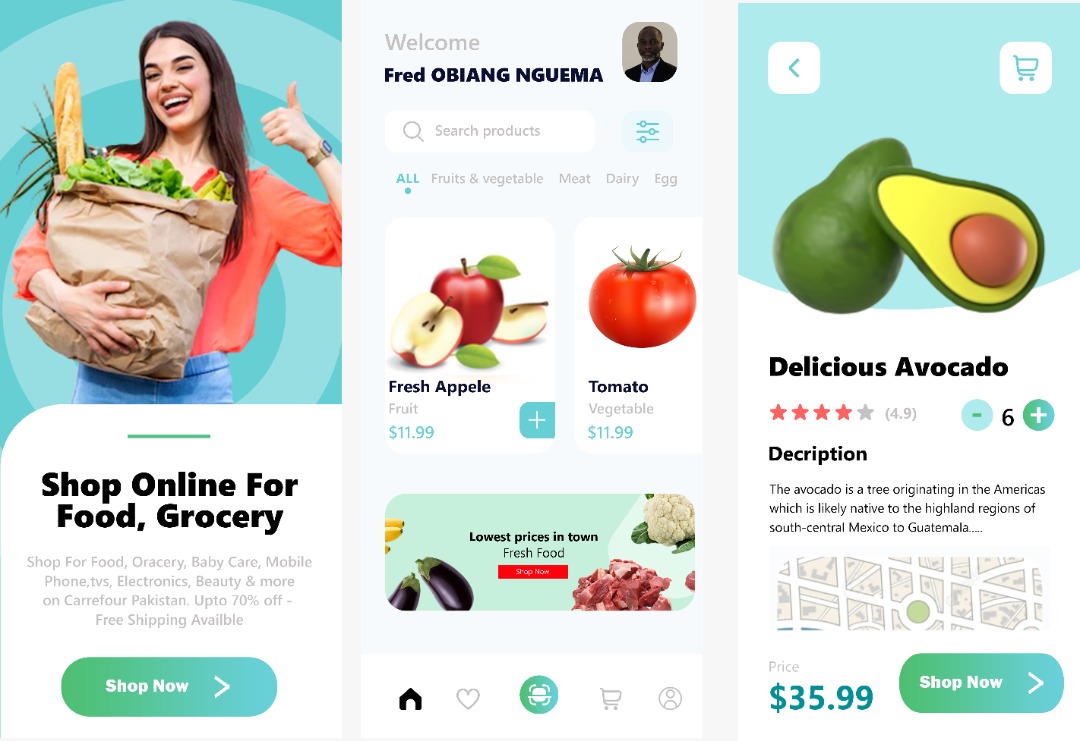 Shop Online For
Food, Grocery
Shop For Food, Oracery, Baby Care, Mobile
Phone,tvs, Electronics, Beauty & more
on Carrefour Pakistan. Upto 70% off -
Free Shipping Availble
Shop Now
Welcome
Fred OBIANG NGUEMA
Search products
ALL Fruits & vegetable Meat Dairy Egg
Fresh Appele
Fruit
$11.99
Tomato
Vegetable
$11.99
Lowest prices in town
Fresh Food
Shop Now
Delicious Avocado
(4.9)
- 6 +
Decription
The avocado is a tree originating in the Americas
which is likely native to the highland regions of
south-central Mexico to Guatemala.....
Price
$35.99
Shop Now